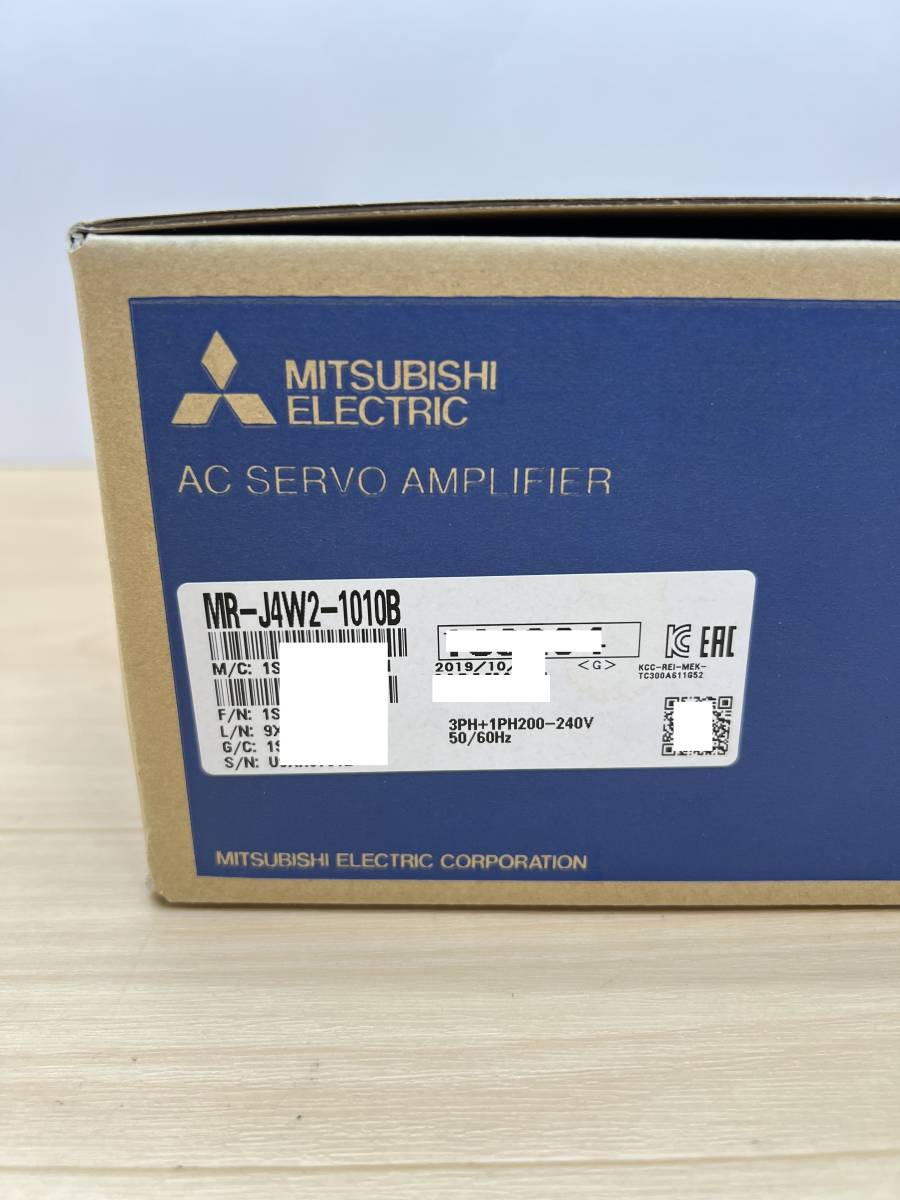 MITSUBISHI
ELECTRIC
AC SERVO AMPLIFIER
MR-J4W2-1010B
M/C: 1S
2019/10/
<G>
KCC-REI-MEK-
TC300A611G52
EAC
F/N: 1S
L/N: 9X
G/C: 1S
S/N:
3PH+1PH200-240V
50/60Hz
MITSUBISHI ELECTRIC CORPORATION